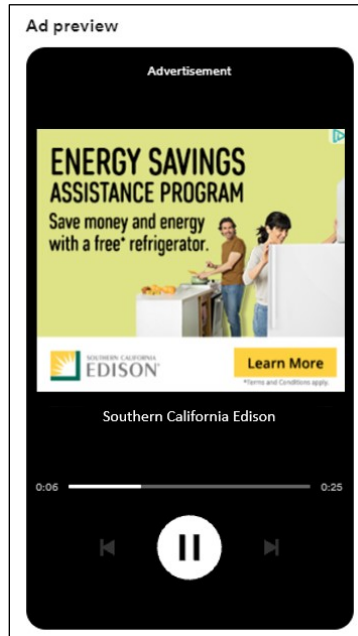 Ad preview
Advertisement
ENERGY SAVINGS
ASSISTANCE PROGRAM
Save money and energy
with a free* refrigerator.
SOUTHERN CALIFORNIA
EDISON®
Learn More
*Terms and Conditions apply.
Southern California Edison
0:06
0:25